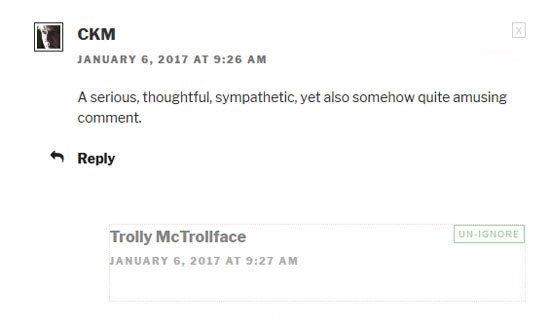 CKM
X
JANUARY 6, 2017 AT 9:26 AM
A serious, thoughtful, sympathetic, yet also somehow quite amusing
comment.
Reply
Trolly McTrollface
UN-IGNORE
JANUARY 6, 2017 AT 9:27 AM